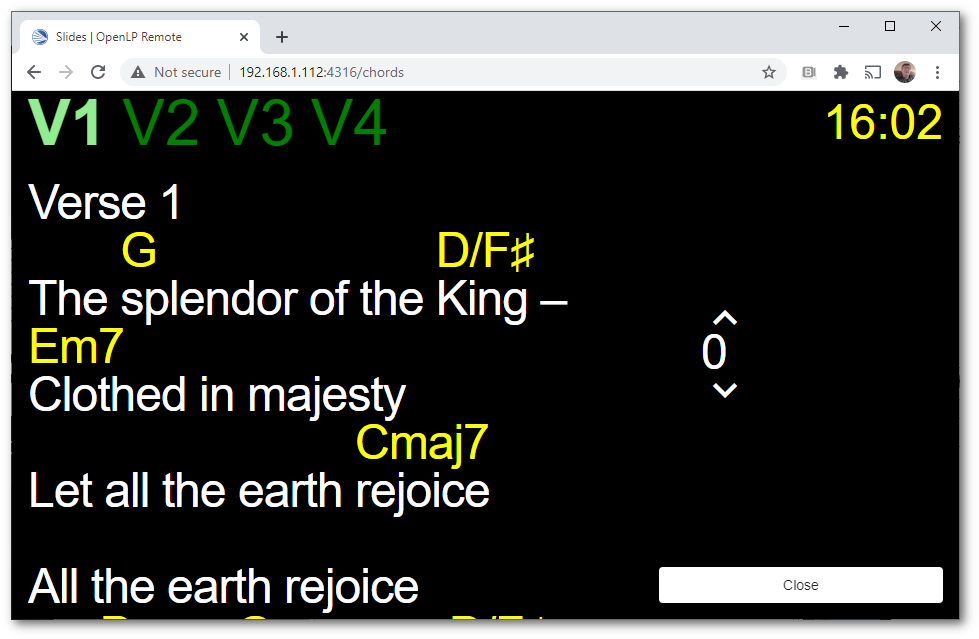 Slides | OpenLP Remote
Not secure | 192.168.1.112:4316/chords
V1 V2 V3 V4 16:02
Verse 1
G D/F♯
The splendor of the King –
Em7
0
Clothed in majesty
Cmaj7
Let all the earth rejoice
All the earth rejoice
Close